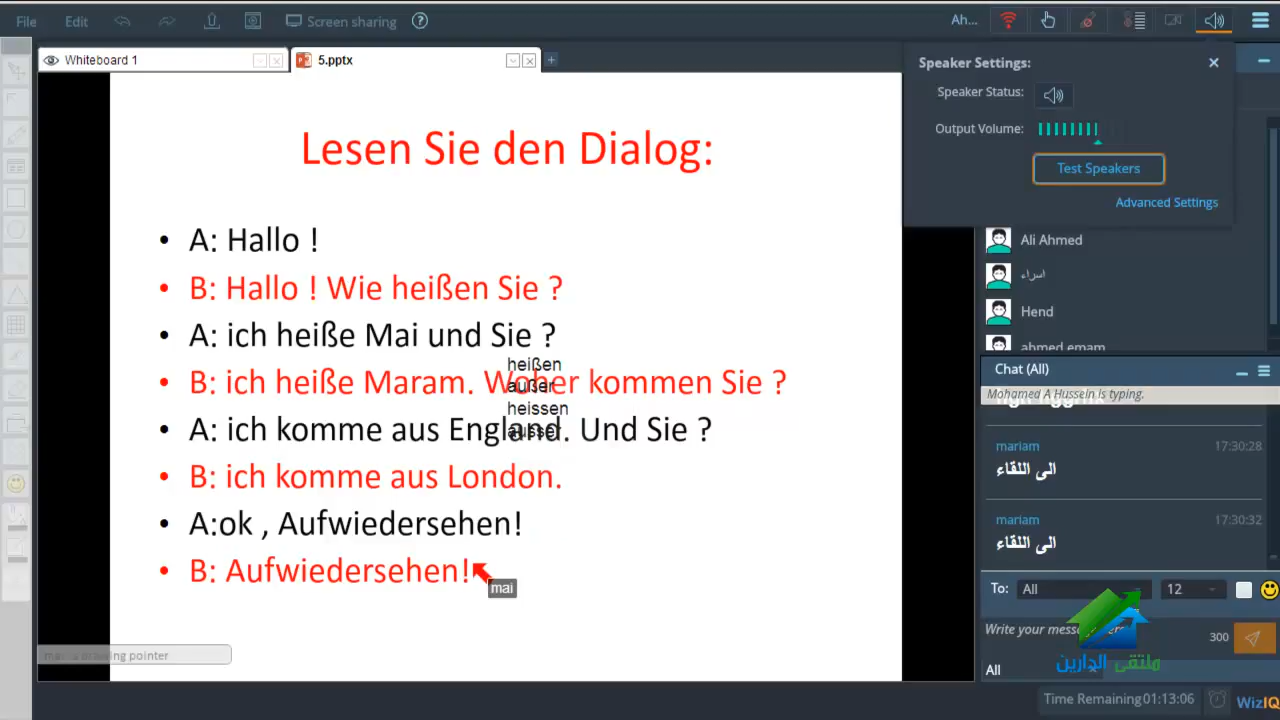 File Edit Screen sharing ? Ah...
Whiteboard 1
5.pptx
Speaker Settings:
Speaker Status:
Output Volume:
Test Speakers
Advanced Settings
Lesen Sie den Dialog:
• A: Hallo !
• B: Hallo ! Wie heißen Sie ?
• A: ich heiße Mai und Sie ?
• B: ich heiße Maram. Woher kommen Sie ?
• A: ich komme aus England. Und Sie ?
• B: ich komme aus London.
• A:ok , Aufwiedersehen!
• B: Aufwiedersehen!
heißen
außer
heissen
ausser
mai
drawing pointer
Ali Ahmed
اسراء
Hend
ahmed emam
Chat (All)
Mohamed A Hussein is typing.
mariam 17:30:28
الى اللقاء
mariam 17:30:32
الى اللقاء
To: All 12
Write your message here
300
All
ملتقى الدارين
Time Remaining 01:13:06
WizIQ